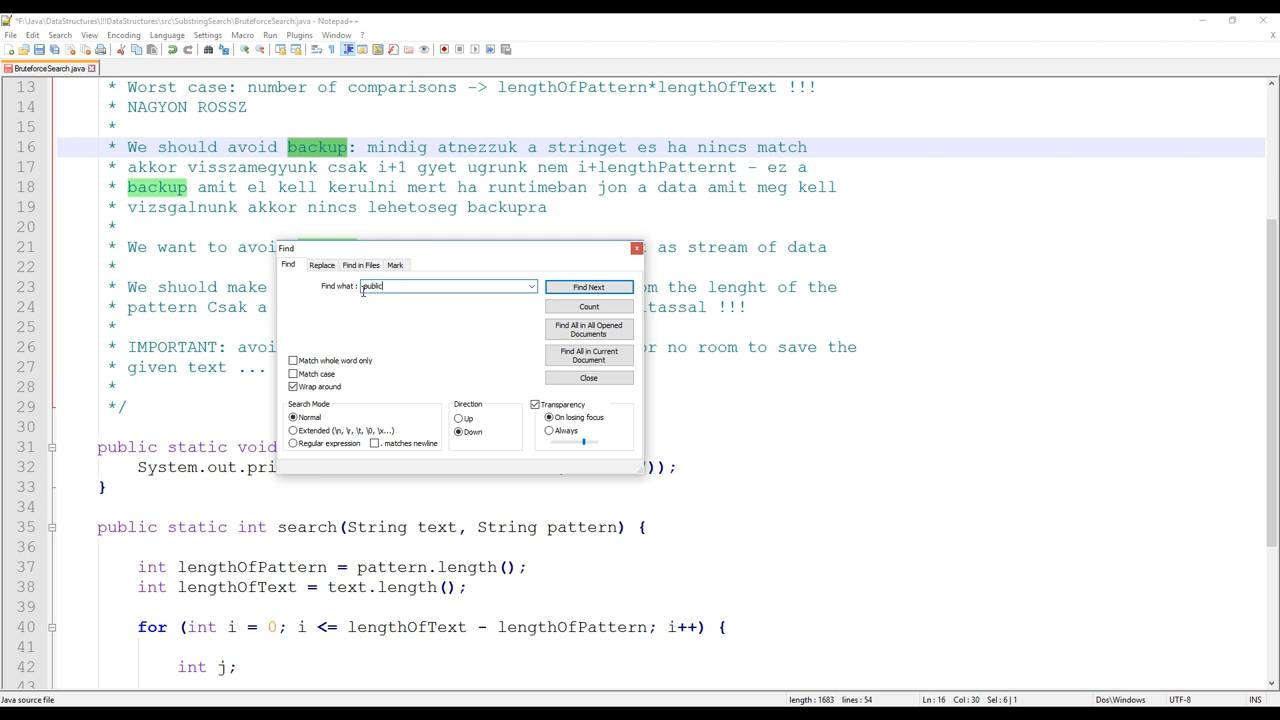 *F:\Java\DataStructures\!!!DataStructures\src\SubstringSearch\BruteforceSearch.java - Notepad++
File Edit Search View Encoding Language Settings Macro Run Plugins Window ? X
BruteforceSearch.java
13 * Worst case: number of comparisons -> lengthOfPattern*lengthOfText !!!
14 * NAGYON ROSSZ
15 *
16 * We should avoid backup: mindig atnezzuk a stringet es ha nincs match
17 * akkor visszamegyunk csak i+1 gyet ugrunk nem i+lengthPatternt - ez a
18 * backup amit el kell kerulni mert ha runtimeban jon a data amit meg kell
19 * vizsgalnunk akkor nincs lehetoseg backupra
20 *
21 * We want to avoi as stream of data
22 *
23 * We shuold make om the lenght of the
24 * pattern Csak a tassal !!!
25 *
26 * IMPORTANT: avoi or no room to save the
27 * given text ...
28 *
29 */
30
31 public static void
32 System.out.pri ));
33 }
34
35 public static int search(String text, String pattern) {
36
37 int lengthOfPattern = pattern.length();
38 int lengthOfText = text.length();
39
40 for (int i = 0; i <= lengthOfText - lengthOfPattern; i++) {
41
42 int j;
43
Find
Find Replace Find in Files Mark
Find what : public
Find Next
Count
Find All in All Opened
Documents
Find All in Current
Document
Close
Match whole word only
Match case
Wrap around
Search Mode
Normal
Extended (\n, \r, \t, \0, \x...)
Regular expression . matches newline
Direction
Up
Down
Transparency
On losing focus
Always
Java source file length : 1683 lines : 54 Ln : 16 Col : 30 Sel : 6 | 1 Dos\Windows UTF-8 INS